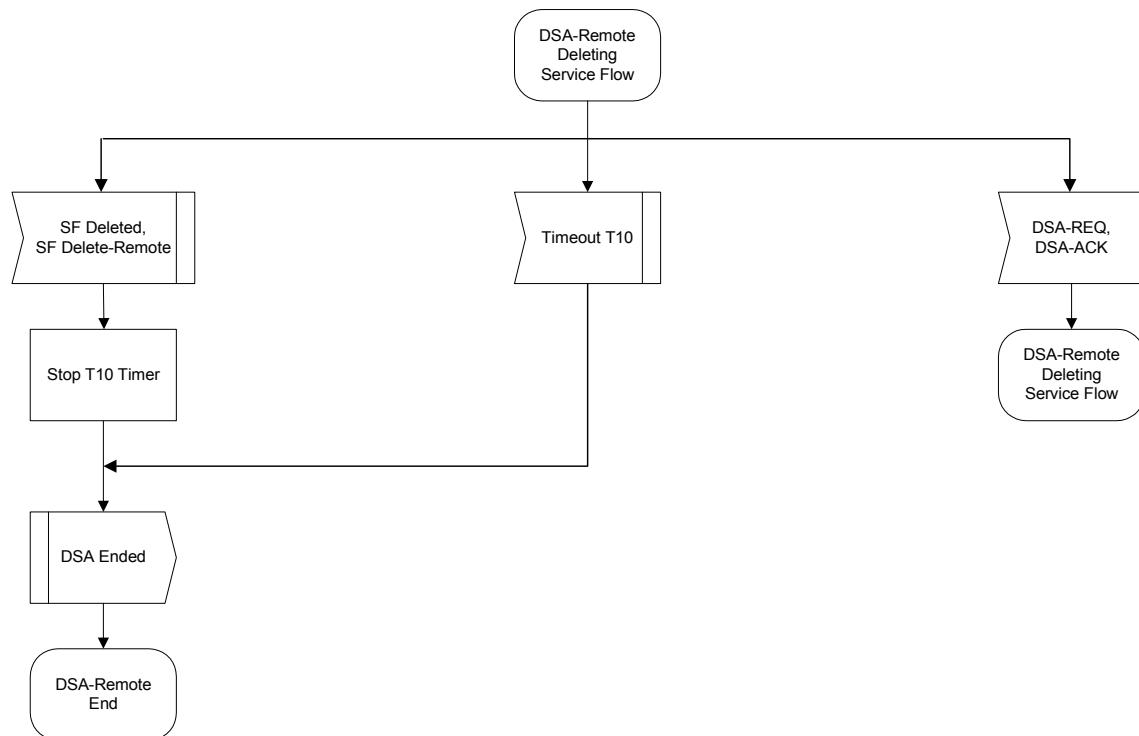 DSA-Remote
Deleting
Service Flow
SF Deleted,
SF Delete-Remote
Timeout T10
DSA-REQ,
DSA-ACK
Stop T10 Timer
DSA-Remote
Deleting
Service Flow
DSA Ended
DSA-Remote
End